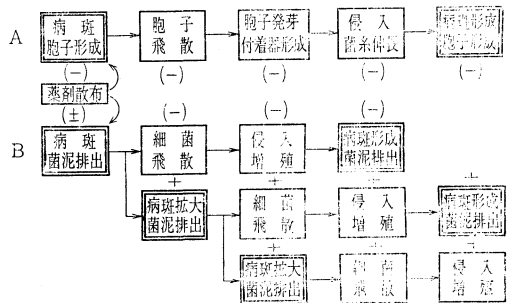 A
病斑 胞子 胞子発芽 侵入 病斑形成
胞子形成 飛散 付着器形成 菌糸伸長 胞子形成
(−) (−) (−) (−) (−)
薬剤散布
(±) (−) (−) (−)
B
病斑 細菌 侵入 病斑形成
菌泥排出 飛散 増殖 菌泥排出
+ + + +
病斑拡大 細菌 侵入 病斑形成
菌泥排出 飛散 増殖 菌泥排出
+ + +
病斑拡大 細菌 侵入
菌泥排出 飛散 増殖